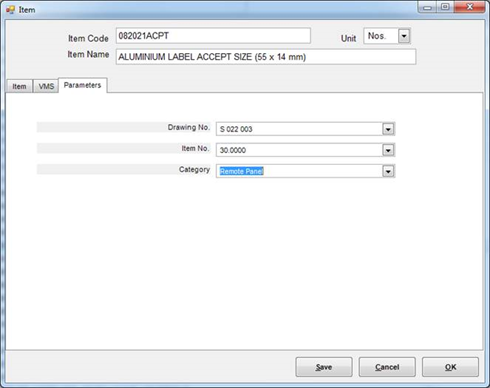 Item
Item Code 082021ACPT Unit Nos.
Item Name ALUMINIUM LABEL ACCEPT SIZE (55 x 14 mm)
Item VMS Parameters
Drawing No. S 022 003
Item No. 30.0000
Category Remote Panel
Save Cancel OK